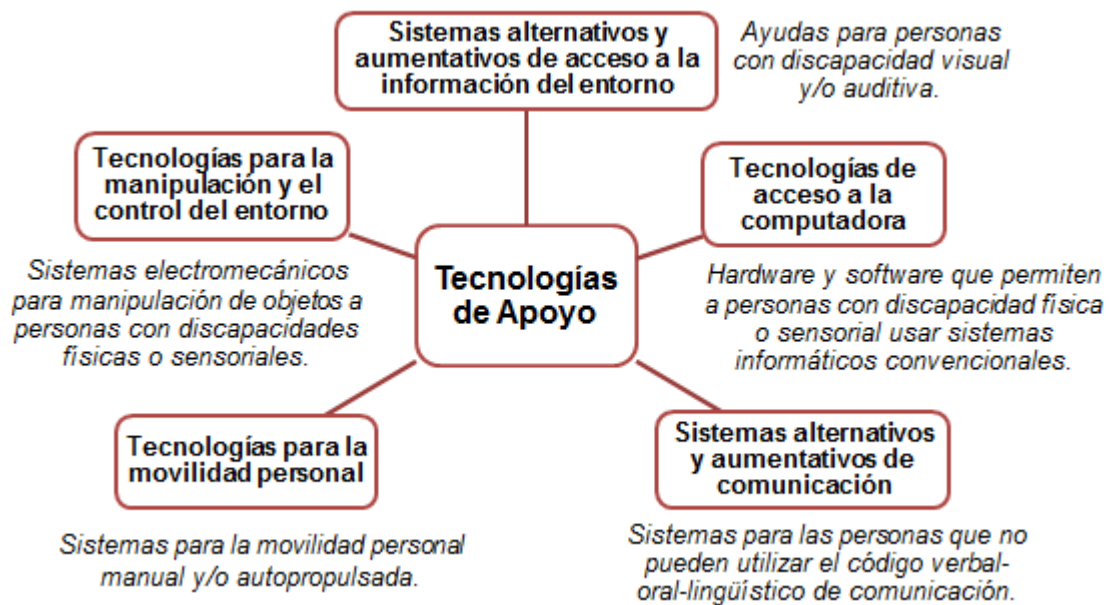 Sistemas alternativos y
aumentativos de acceso a la
información del entorno
Ayudas para personas
con discapacidad visual
y/o auditiva.
Tecnologías para la
manipulación y el
control del entorno
Tecnologías de
acceso a la
computadora
Sistemas electromecánicos
para manipulación de objetos a
personas con discapacidades
físicas o sensoriales.
Tecnologías
de Apoyo
Hardware y software que permiten
a personas con discapacidad física
o sensorial usar sistemas
informáticos convencionales.
Tecnologías para la
movilidad personal
Sistemas alternativos
y aumentativos de
comunicación
Sistemas para la movilidad personal
manual y/o autopropulsada.
Sistemas para las personas que no
pueden utilizar el código verbal-
oral-lingüístico de comunicación.